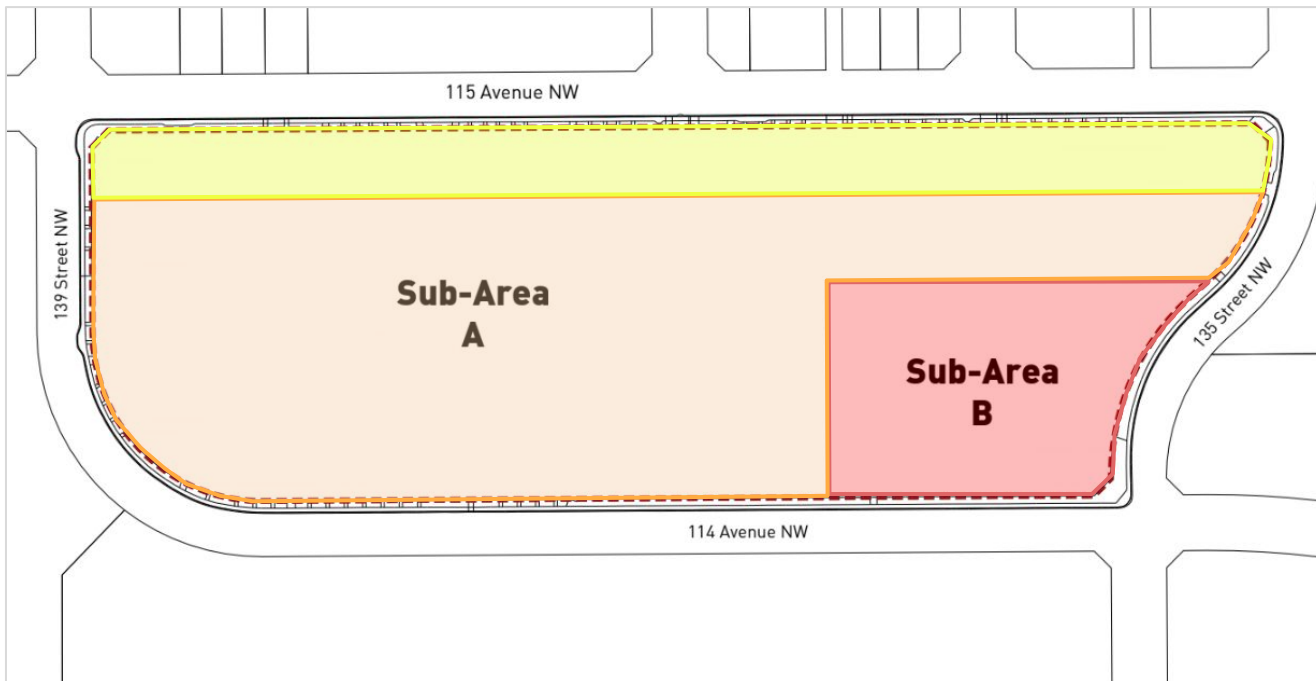 115 Avenue NW
139 Street NW
Sub-Area
A
Sub-Area
B
135 Street NW
114 Avenue NW